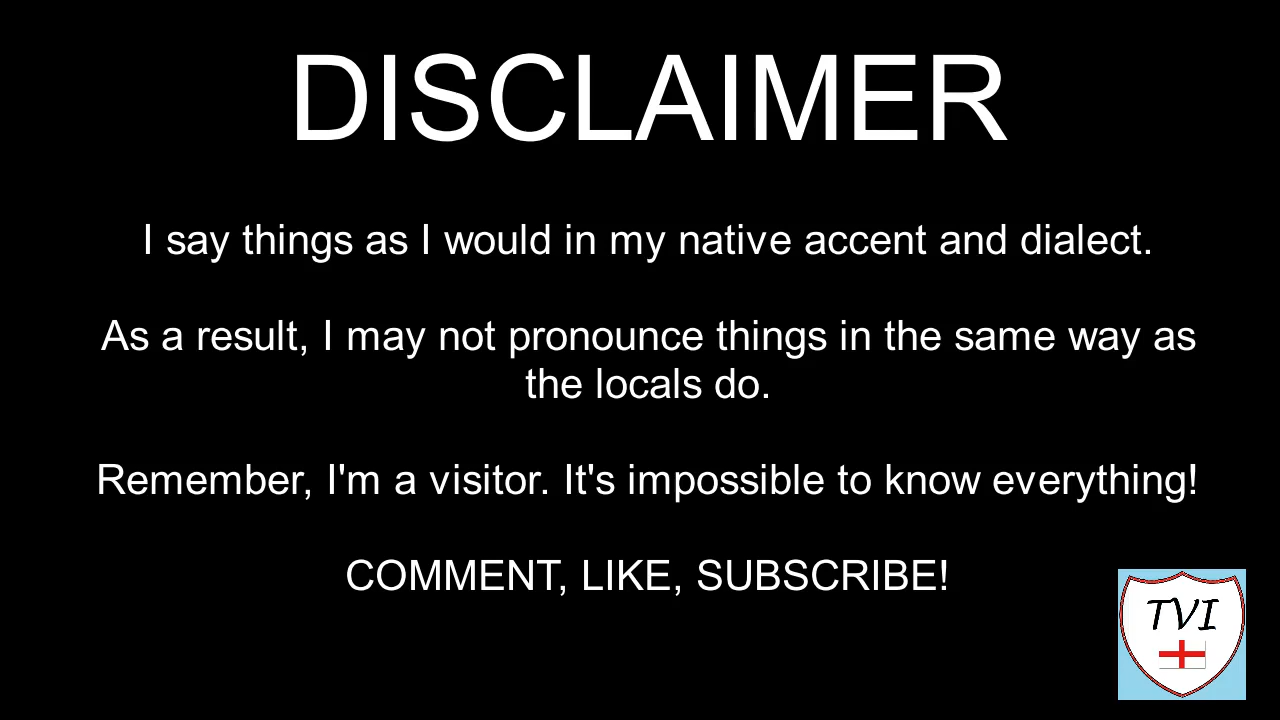 DISCLAIMER
I say things as I would in my native accent and dialect.
As a result, I may not pronounce things in the same way as
the locals do.
Remember, I'm a visitor. It's impossible to know everything!
COMMENT, LIKE, SUBSCRIBE!
TVI